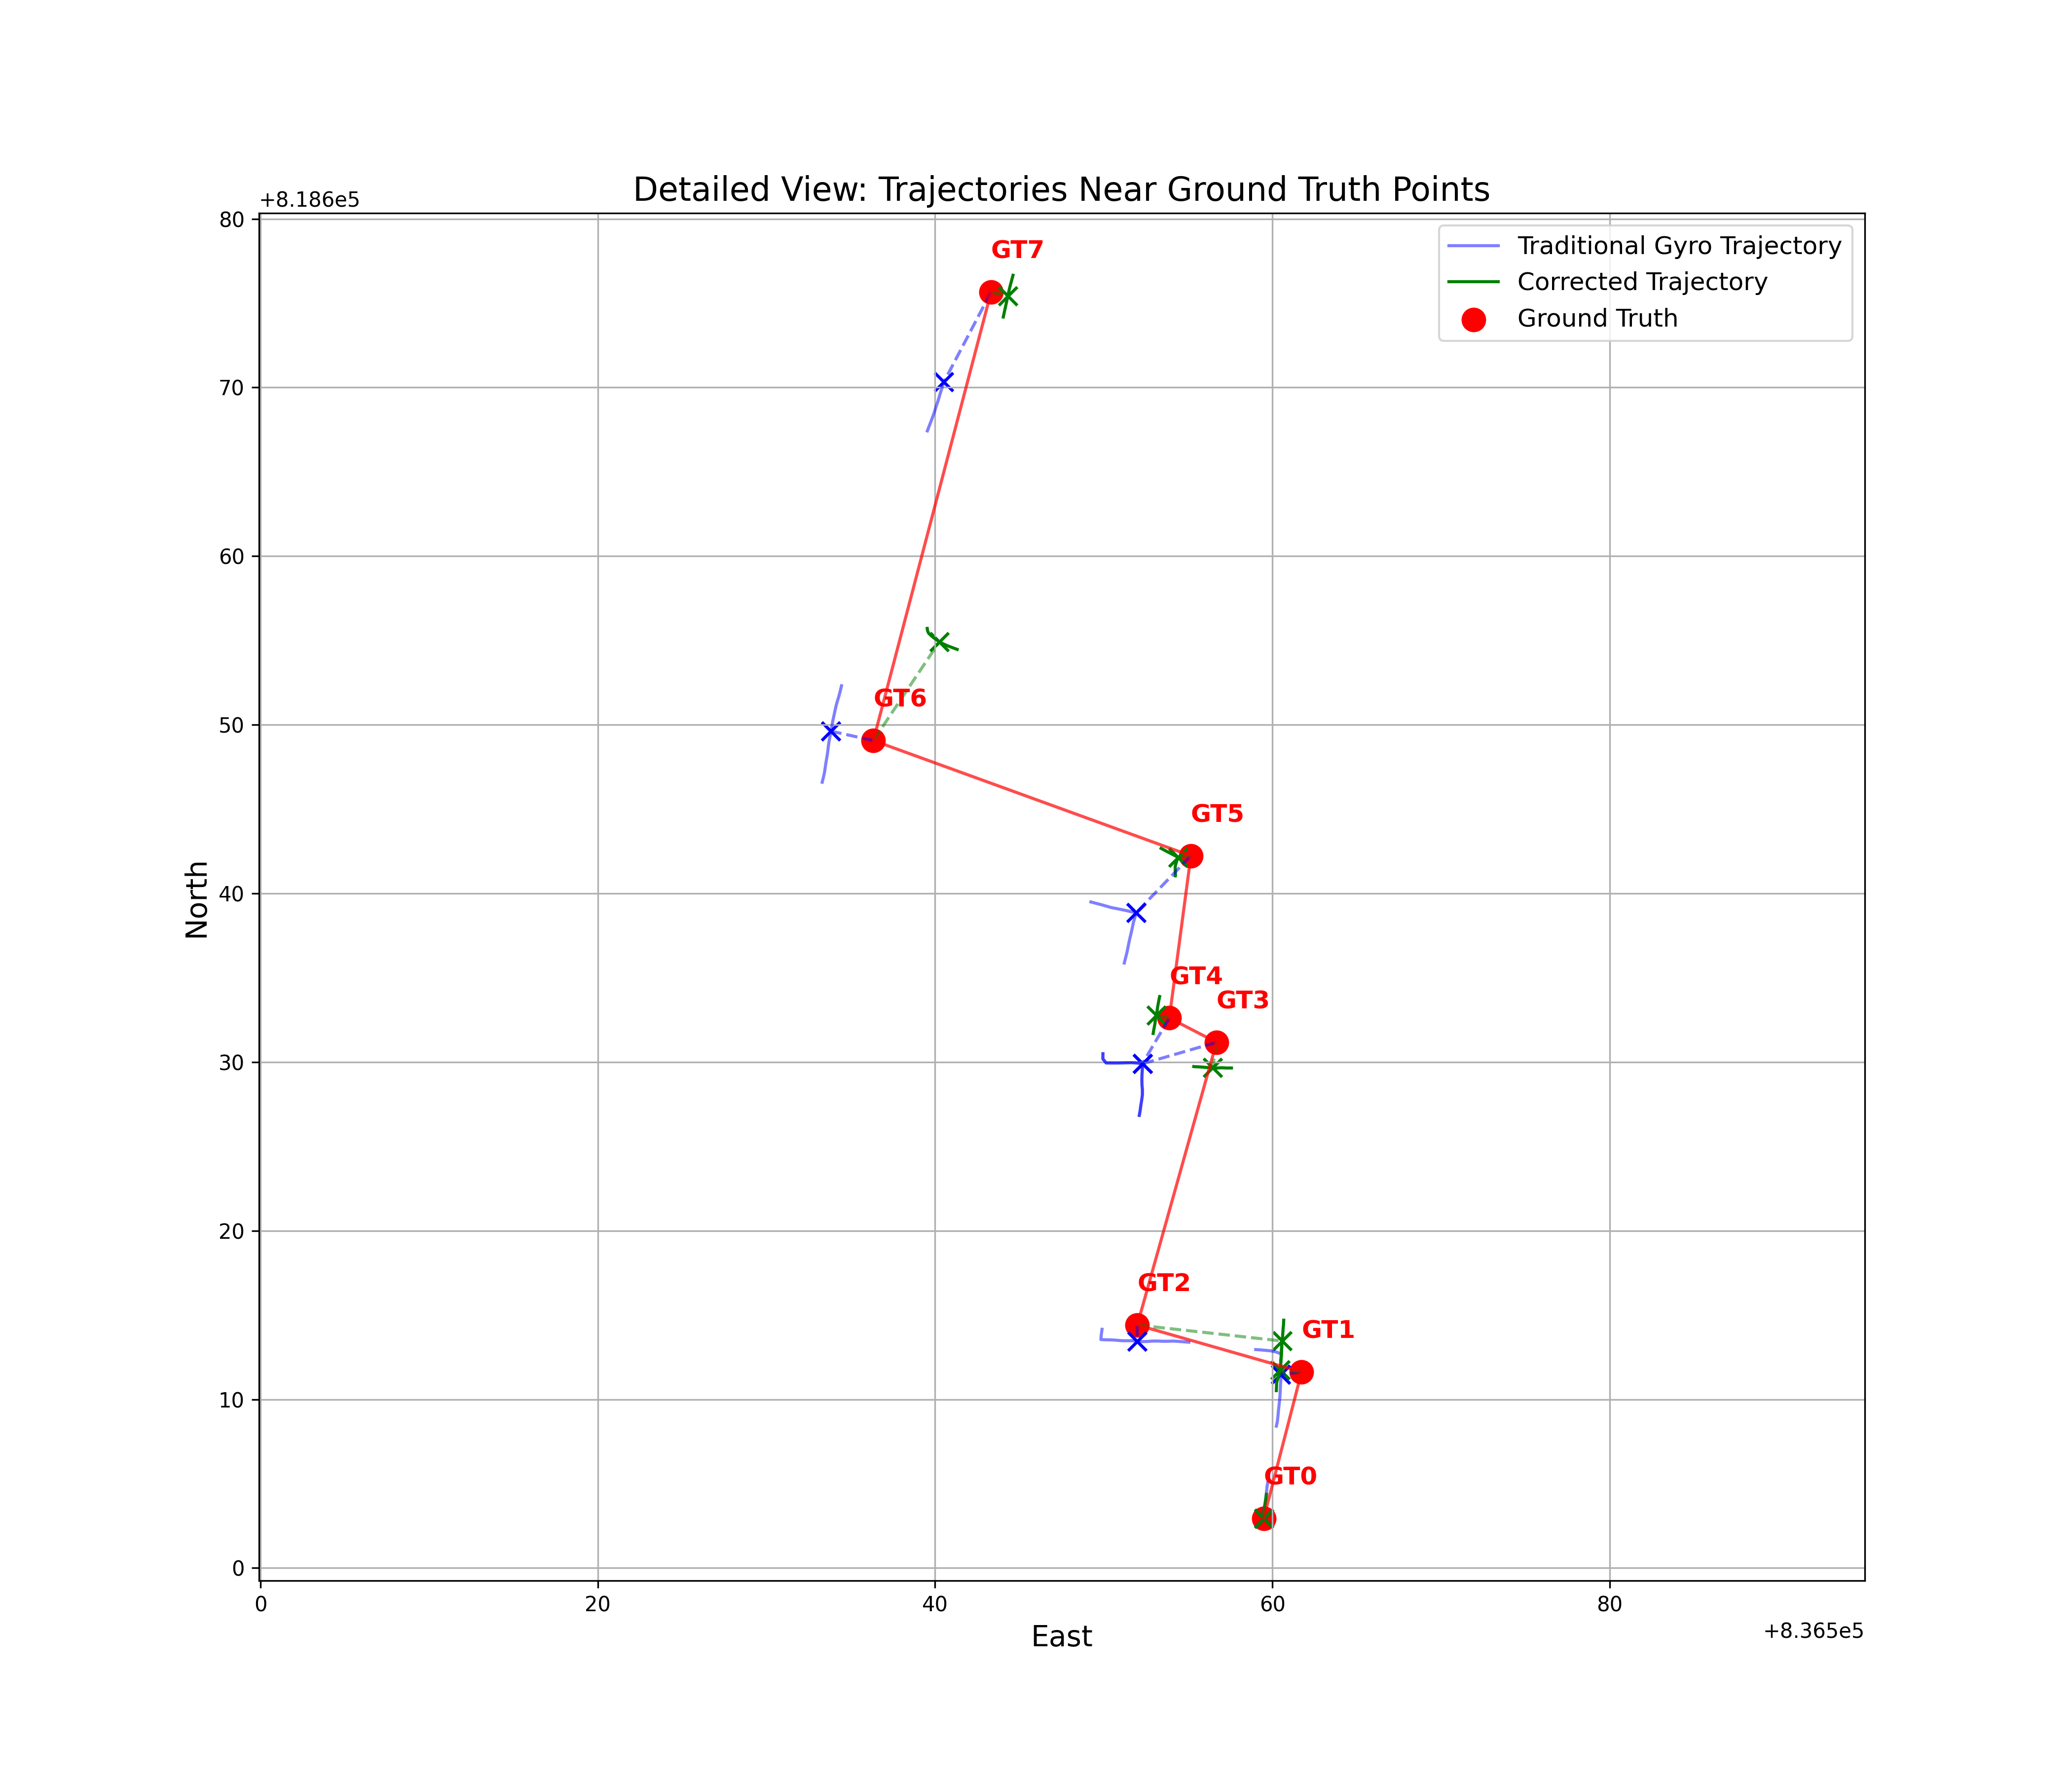 Detailed View: Trajectories Near Ground Truth Points
+8.186e5
80
70
60
50
40
30
20
10
0
North
Traditional Gyro Trajectory
Corrected Trajectory
Ground Truth
GT7
GT6
GT5
GT4
GT3
GT2
GT1
GT0
0
20
40
60
80
+8.365e5
East